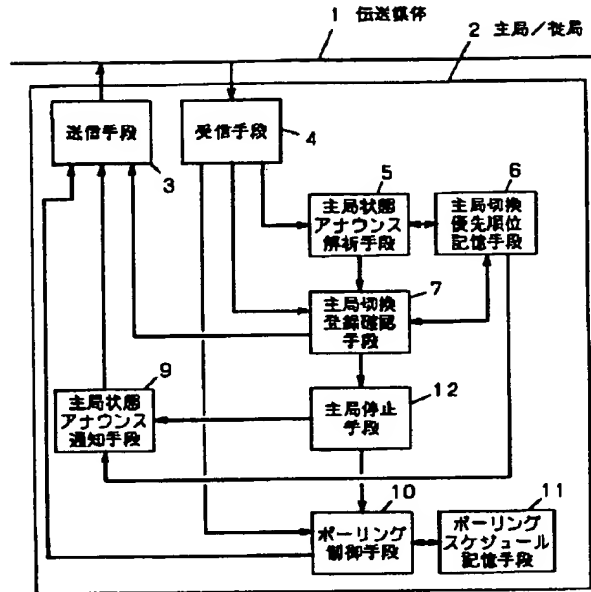 1 伝送媒体
2 主局／従局
送信手段
3
受信手段
4
5
主局状態
アナウンス
解析手段
6
主局切換
優先順位
記憶手段
7
主局切換
登録確認
手段
9
主局状態
アナウンス
通知手段
12
主局停止
手段
10
ポーリング
制御手段
11
ポーリング
スケジュール
記憶手段